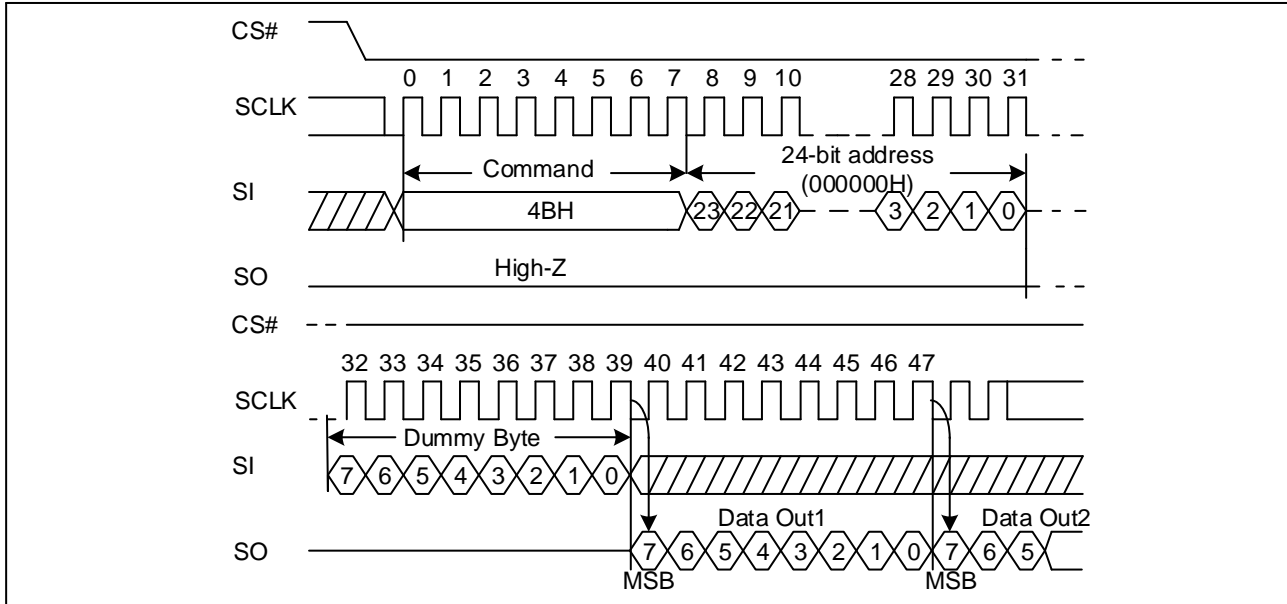 CS#
0 1 2 3 4 5 6 7 8 9 10 28 29 30 31
SCLK
Command
24-bit address
(000000H)
SI
4BH
23 22 21 3 2 1 0
High-Z
SO
CS#
32 33 34 35 36 37 38 39 40 41 42 43 44 45 46 47
SCLK
Dummy Byte
SI
7 6 5 4 3 2 1 0
Data Out1 Data Out2
SO
7 6 5 4 3 2 1 0 7 6 5
MSB MSB